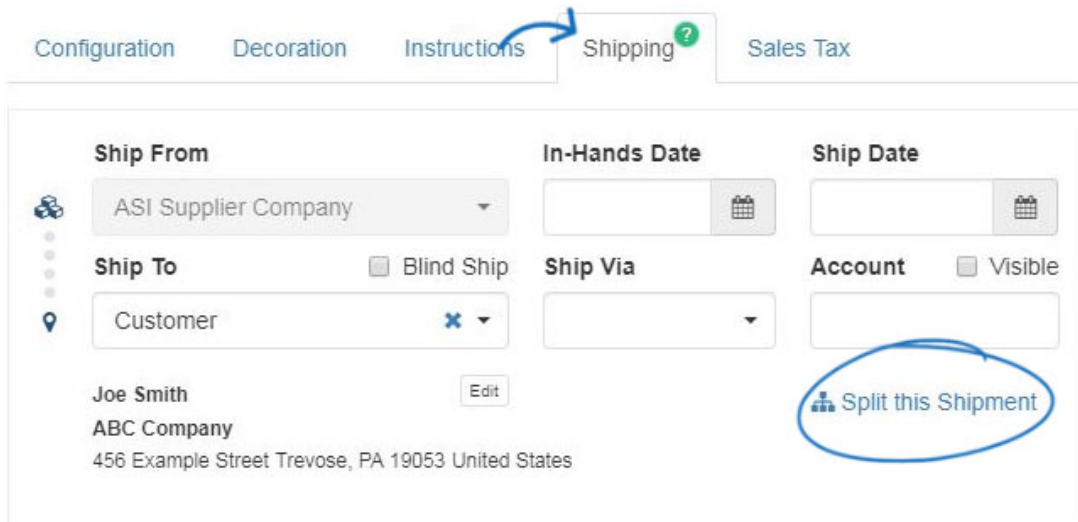 Configuration Decoration Instructions Shipping ? Sales Tax
Ship From In-Hands Date Ship Date
ASI Supplier Company
Ship To Blind Ship Ship Via Account Visible
Customer
Joe Smith Edit
Split this Shipment
ABC Company
456 Example Street Trevose, PA 19053 United States